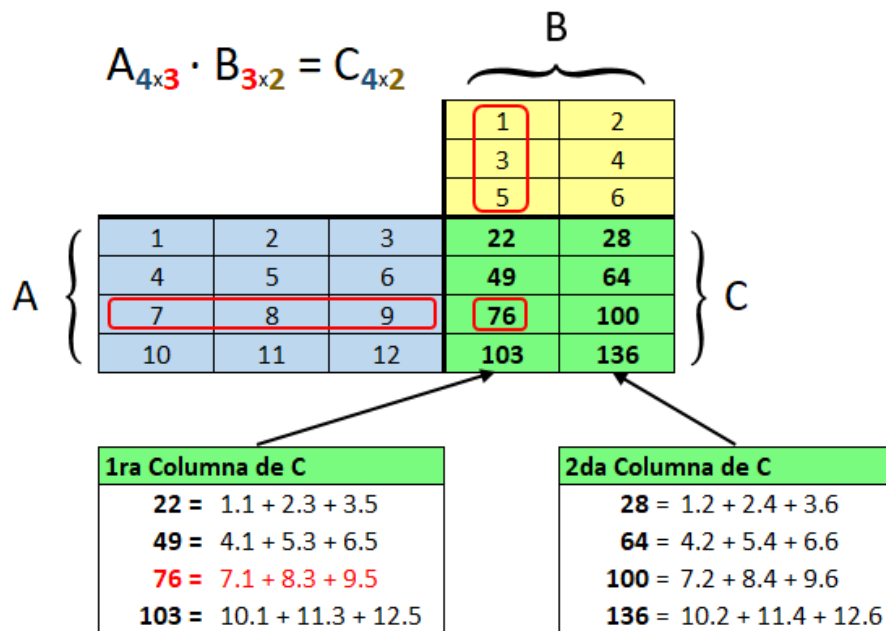 A4x3 · B3x2 = C4x2
B
1 2
3 4
5 6
A
1 2 3 22 28
4 5 6 49 64
7 8 9 76 100
10 11 12 103 136
C
1ra Columna de C
22 = 1.1 + 2.3 + 3.5
49 = 4.1 + 5.3 + 6.5
76 = 7.1 + 8.3 + 9.5
103 = 10.1 + 11.3 + 12.5
2da Columna de C
28 = 1.2 + 2.4 + 3.6
64 = 4.2 + 5.4 + 6.6
100 = 7.2 + 8.4 + 9.6
136 = 10.2 + 11.4 + 12.6